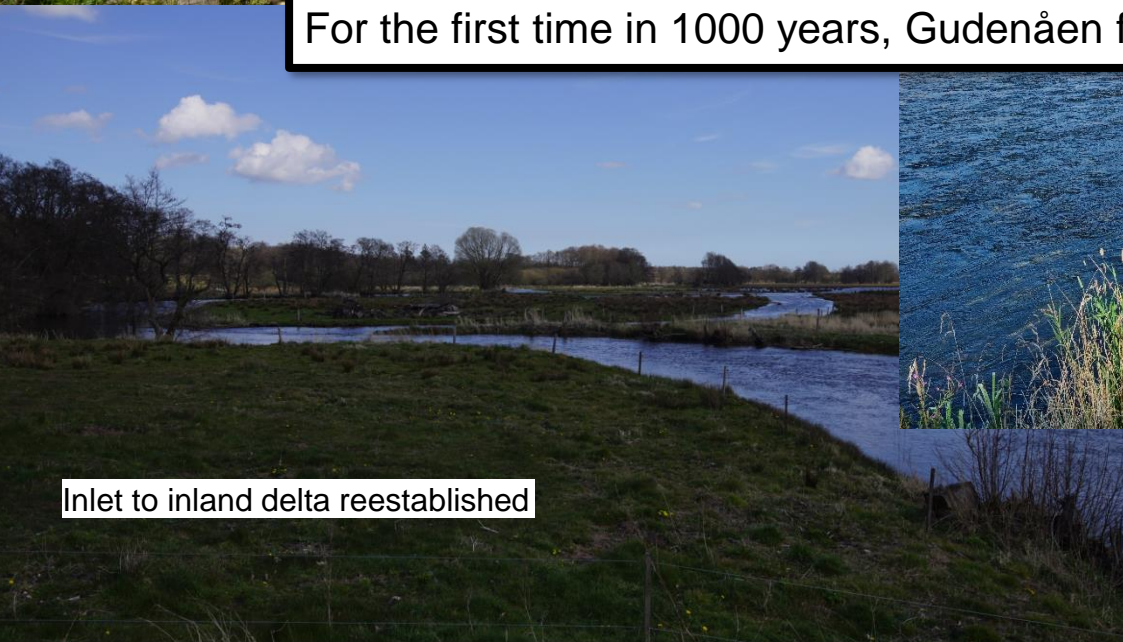 For the first time in 1000 years, Gudenåen
Inlet to inland delta reestablished